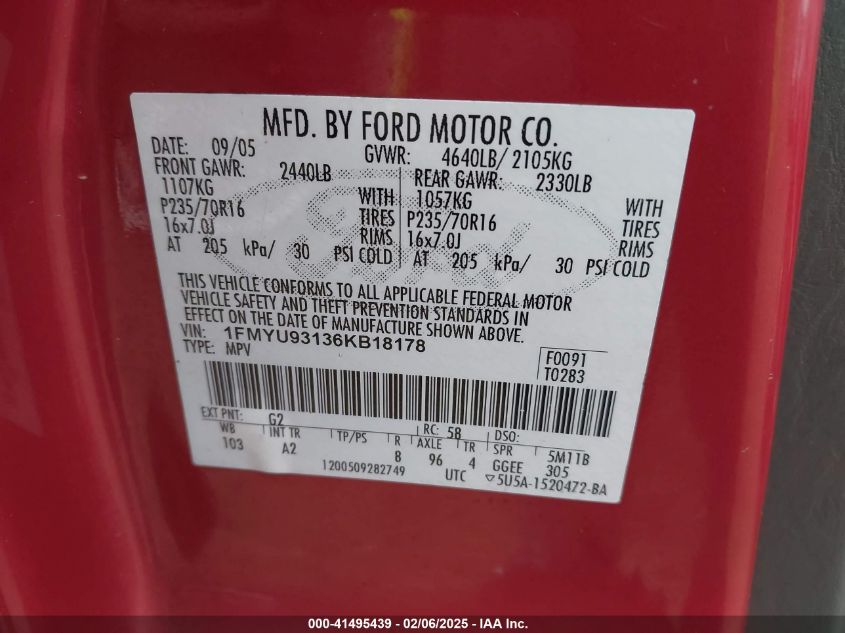 MFD. BY FORD MOTOR CO.
DATE: 09/05 GVWR: 4640LB/ 2105KG
FRONT GAWR: 2440LB REAR GAWR: 2330LB
1107KG WITH 1057KG WITH
P235/70R16 TIRES P235/70R16 TIRES
16x7.0J RIMS 16x7.0J RIMS
AT 205 kPa/ 30 PSI COLD AT 205 kPa/ 30 PSI COLD
Ford
THIS VEHICLE CONFORMS TO ALL APPLICABLE FEDERAL MOTOR
VEHICLE SAFETY AND THEFT PREVENTION STANDARDS IN
EFFECT ON THE DATE OF MANUFACTURE SHOWN ABOVE.
VIN: 1FMYU93136KB18178
TYPE: MPV
F0091
T0283
EXT PNT: G2 RC: 58 DSO:
WB INT TR TP/PS R AXLE TR SPR 5M11B
103 A2 8 96 4 GGEE 305
1200509282749 UTC ▽5U5A-1520472-BA
000-41495439 - 02/06/2025 - IAAI Inc.